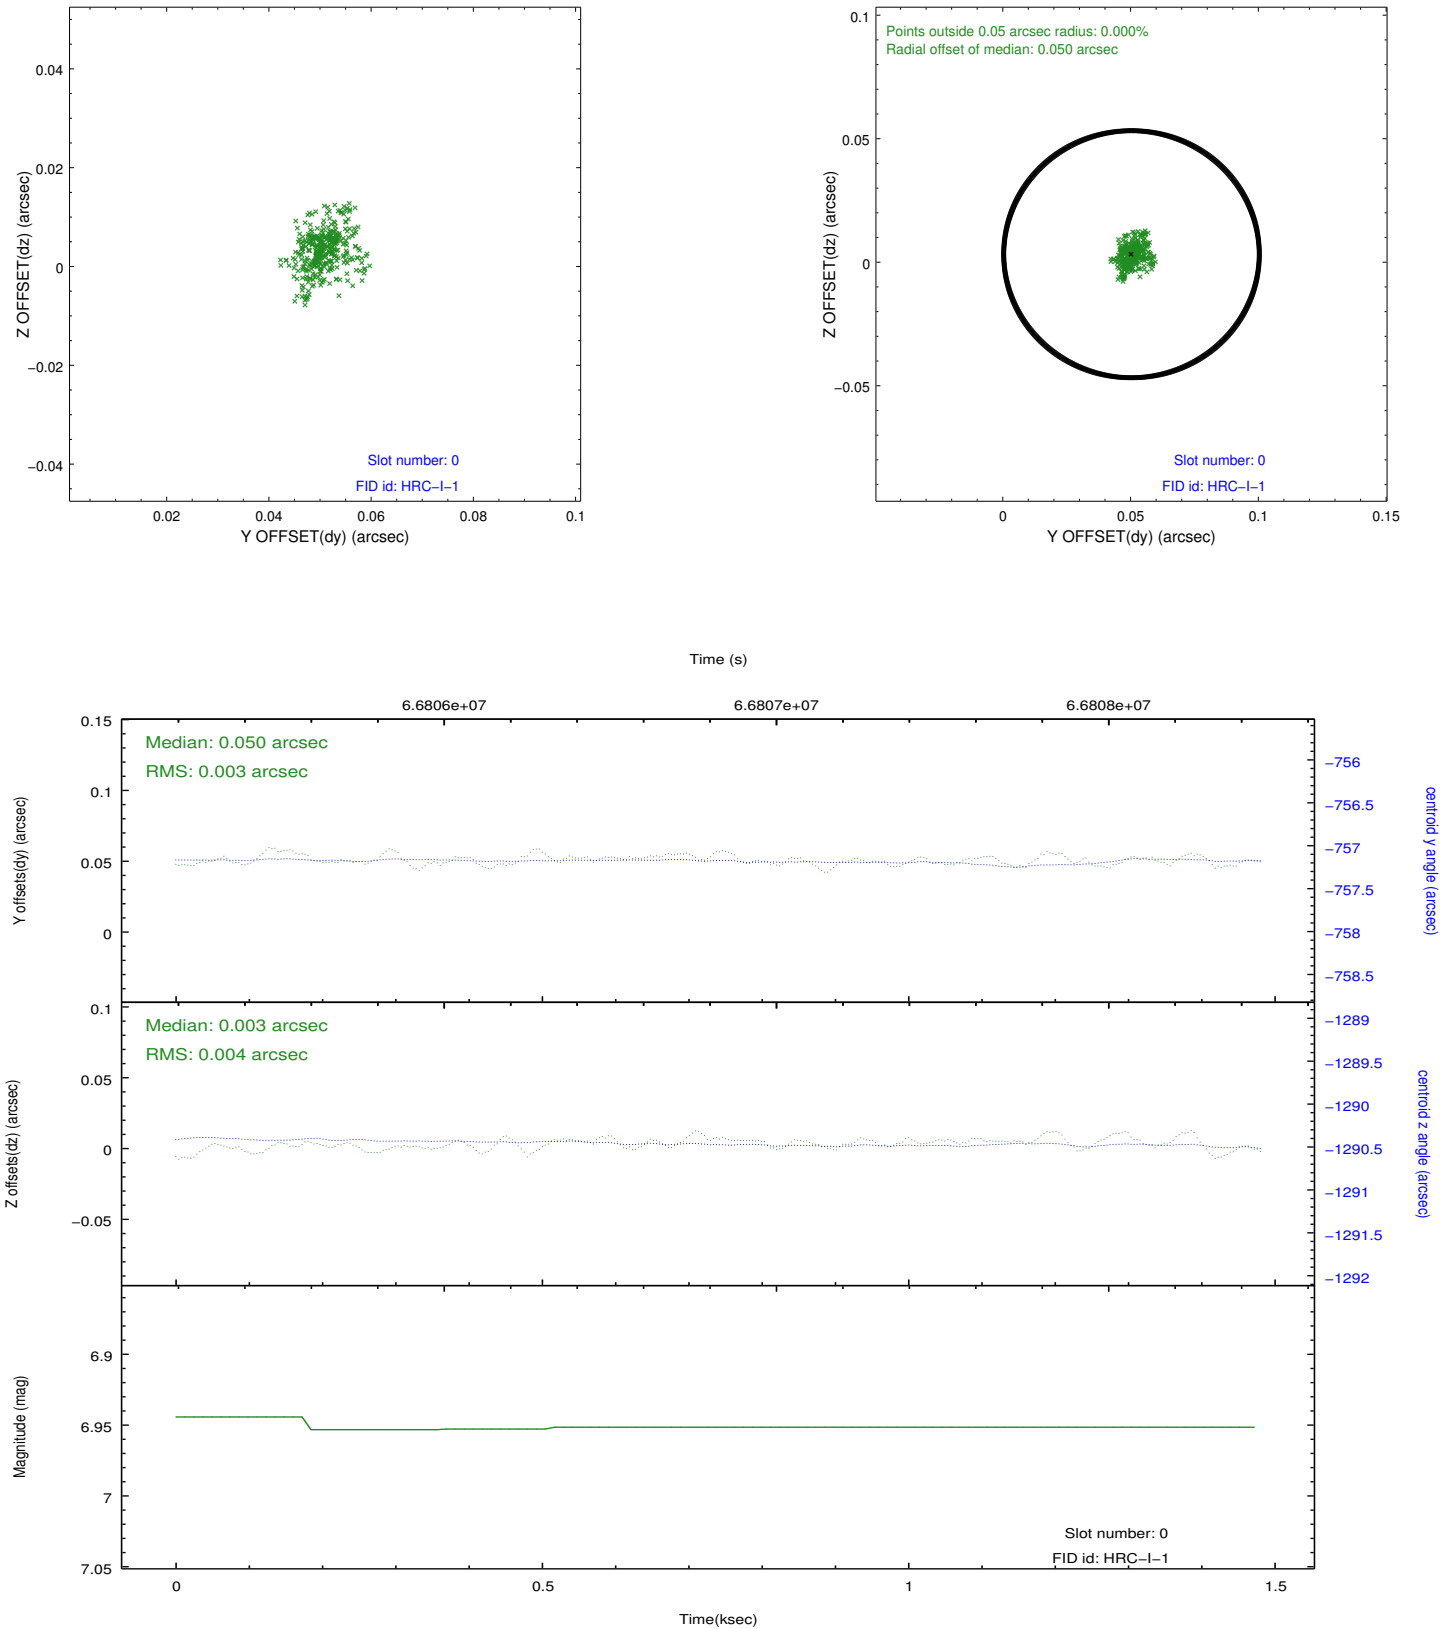 0.04
0.02
0
−0.02
−0.04
Z OFFSET(dz) (arcsec)
Slot number: 0
FID id: HRC−I−1
0.02 0.04 0.06 0.08 0.1
Y OFFSET(dy) (arcsec)
Points outside 0.05 arcsec radius: 0.000%
Radial offset of median: 0.050 arcsec
0.1
0.05
0
−0.05
Z OFFSET(dz) (arcsec)
Slot number: 0
FID id: HRC−I−1
0 0.05 0.1 0.15
Y OFFSET(dy) (arcsec)
Time (s)
6.6806e+07 6.6807e+07 6.6808e+07
Median: 0.050 arcsec
RMS: 0.003 arcsec
0.15
0.1
0.05
0
Y offsets(dy) (arcsec)
−756
−756.5
−757
−757.5
−758
−758.5
centroid y angle (arcsec)
Median: 0.003 arcsec
RMS: 0.004 arcsec
0.1
0.05
0
−0.05
Z offsets(dz) (arcsec)
−1289
−1289.5
−1290
−1290.5
−1291
−1291.5
−1292
centroid z angle (arcsec)
6.9
6.95
7
7.05
Magnitude (mag)
Slot number: 0
FID id: HRC−I−1
0 0.5 1 1.5
Time(ksec)